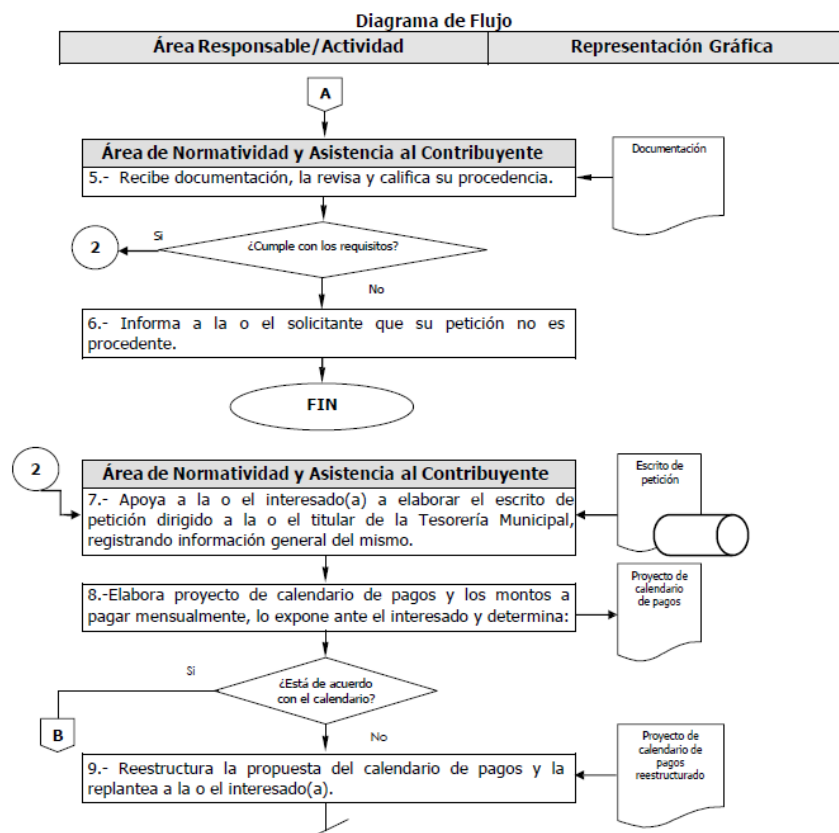 Diagrama de Flujo
Área Responsable/Actividad
Representación Gráfica
A
Área de Normatividad y Asistencia al Contribuyente
5.- Recibe documentación, la revisa y califica su procedencia.
Documentación
¿Cumple con los requisitos?
Si
2
No
6.- Informa a la o el solicitante que su petición no es
procedente.
FIN
2
Área de Normatividad y Asistencia al Contribuyente
7.- Apoya a la o el interesado(a) a elaborar el escrito de
petición dirigido a la o el titular de la Tesorería Municipal,
registrando información general del mismo.
Escrito de
petición
8.-Elabora proyecto de calendario de pagos y los montos a
pagar mensualmente, lo expone ante el interesado y determina:
Proyecto de
calendario
de pagos
¿Está de acuerdo
con el calendario?
Si
B
No
9.- Reestructura la propuesta del calendario de pagos y la
replantea a la o el interesado(a).
Proyecto de
calendario de
pagos
reestructurado